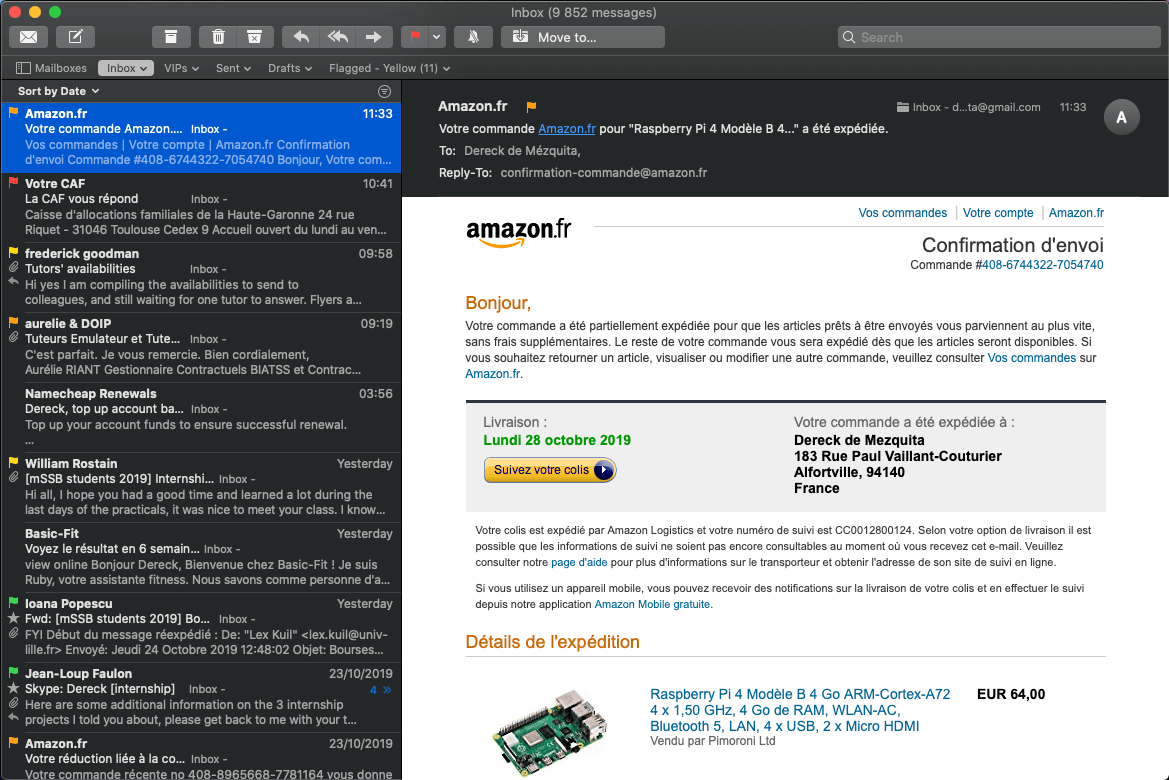 Inbox (9 852 messages)
Move to...
Search
Mailboxes
Inbox
VIPs
Sent
Drafts
Flagged - Yellow (11)
Sort by Date
Amazon.fr 11:33
Votre commande Amazon.... Inbox -
Vos commandes | Votre compte | Amazon.fr Confirmation
d'envoi Commande #408-6744322-7054740 Bonjour, Votre com...
Votre CAF 10:41
La CAF vous répond Inbox -
Caisse d'allocations familiales de la Haute-Garonne 24 rue
Riquet - 31046 Toulouse Cedex 9 Accueil ouvert du lundi au ven...
frederick goodman 09:58
Tutors' availabilities Inbox -
Hi yes I am compiling the availabilities to send to
colleagues, and still waiting for one tutor to answer. Flyers a...
aurelie & DOIP 09:19
Tuteurs Emulateur et Tute... Inbox -
C'est parfait. Je vous remercie. Bien cordialement,
Aurélie RIANT Gestionnaire Contractuels BIATSS et Contrac...
Namecheap Renewals 03:56
Dereck, top up account ba... Inbox -
Top up your account funds to ensure successful renewal.
...
William Rostain Yesterday
[mSSB students 2019] Internshi... Inbox -
Hi all, I hope you had a good time and learned a lot during the
last days of the practicals, it was nice to meet your class. I know...
Basic-Fit Yesterday
Voyez le résultat en 6 semain... Inbox -
view online Bonjour Dereck, Bienvenue chez Basic-Fit ! Je suis
Ruby, votre assistante fitness. Nous savons comme personne d'a...
Ioana Popescu Yesterday
Fwd: [mSSB students 2019] Bo... Inbox -
FYI Début du message réexpédié : De: "Lex Kuil" <lex.kuil@univ-
lille.fr> Envoyé: Jeudi 24 Octobre 2019 12:48:02 Objet: Bourses...
Jean-Loup Faulon 23/10/2019
Skype: Dereck [internship] Inbox - 4 »
Here are some additional information on the 3 internship
projects I told you about, please get back to me with your t...
Amazon.fr 23/10/2019
Votre réduction liée à la co... Inbox -
Votre commande récente no 408-8965668-7781164 vous donne
Amazon.fr
Inbox - d...ta@gmail.com 11:33
A
Votre commande Amazon.fr pour "Raspberry Pi 4 Modèle B 4..." a été expédiée.
To: Dereck de Mézquita,
Reply-To: confirmation-commande@amazon.fr
amazon.fr
Vos commandes | Votre compte | Amazon.fr
Confirmation d'envoi
Commande #408-6744322-7054740
Bonjour,
Votre commande a été partiellement expédiée pour que les articles prêts à être envoyés vous parviennent au plus vite,
sans frais supplémentaires. Le reste de votre commande vous sera expédié dès que les articles seront disponibles. Si
vous souhaitez retourner un article, visualiser ou modifier une autre commande, veuillez consulter Vos commandes sur
Amazon.fr.
Livraison :
Lundi 28 octobre 2019
Suivez votre colis
Votre commande a été expédiée à :
Dereck de Mezquita
183 Rue Paul Vaillant-Couturier
Alfortville, 94140
France
Votre colis est expédié par Amazon Logistics et votre numéro de suivi est CC0012800124. Selon votre option de livraison il est
possible que les informations de suivi ne soient pas encore consultables au moment où vous recevez cet e-mail. Veuillez
consulter notre page d'aide pour plus d'informations sur le transporteur et obtenir l'adresse de son site de suivi en ligne.
Si vous utilisez un appareil mobile, vous pouvez recevoir des notifications sur la livraison de votre colis et en effectuer le suivi
depuis notre application Amazon Mobile gratuite.
Détails de l'expédition
Raspberry Pi 4 Modèle B 4 Go ARM-Cortex-A72 EUR 64,00
4 x 1,50 GHz, 4 Go de RAM, WLAN-AC,
Bluetooth 5, LAN, 4 x USB, 2 x Micro HDMI
Vendu par Pimoroni Ltd